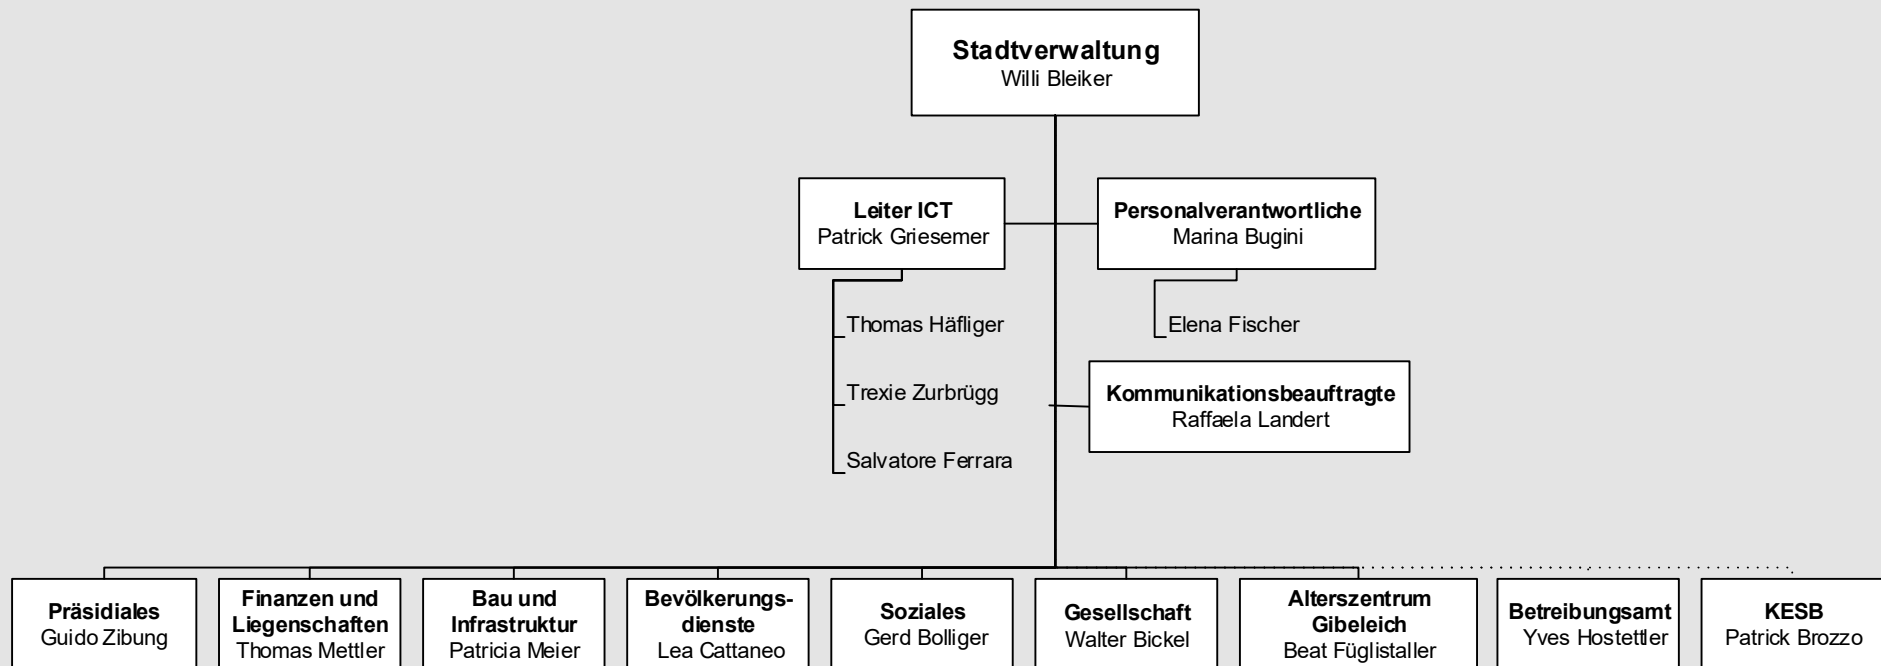 Stadtverwaltung
Willi Bleiker
Leiter ICT
Patrick Griesemer
Personalverantwortliche
Marina Bugini
Thomas Häfliger
Trexie Zurbrügg
Salvatore Ferrara
Elena Fischer
Kommunikationsbeauftragte
Raffaela Landert
Präsidiales
Guido Zibung
Finanzen und
Liegenschaften
Thomas Mettler
Bau und
Infrastruktur
Patricia Meier
Bevölkerungs-
dienste
Lea Cattaneo
Soziales
Gerd Bolliger
Gesellschaft
Walter Bickel
Alterszentrum
Gibeleich
Beat Füglistaller
Betreibungsamt
Yves Hostettler
KESB
Patrick Brozzo